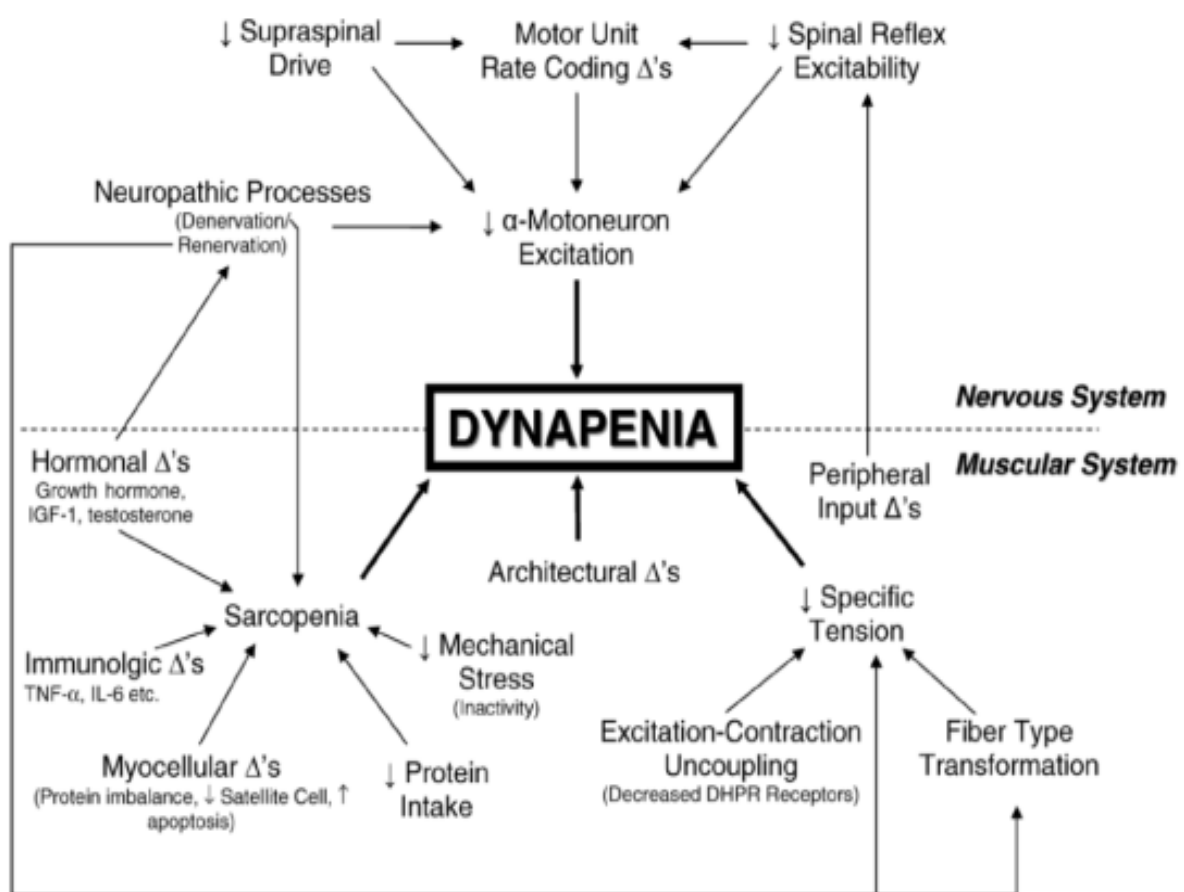 ↓ Supraspinal
Drive
Motor Unit
Rate Coding Δ's
↓ Spinal Reflex
Excitability
Neuropathic Processes
(Denervation/
Renervation)
↓ α-Motoneuron
Excitation
DYNAPENIA
Nervous System
Muscular System
Hormonal Δ's
Growth hormone,
IGF-1, testosterone
Peripheral
Input Δ's
Architectural Δ's
Sarcopenia
↓ Specific
Tension
Immunolgic Δ's
TNF-α, IL-6 etc.
↓ Mechanical
Stress
(Inactivity)
Myocellular Δ's
(Protein imbalance, ↓ Satellite Cell, ↑
apoptosis)
↓ Protein
Intake
Excitation-Contraction
Uncoupling
(Decreased DHPR Receptors)
Fiber Type
Transformation